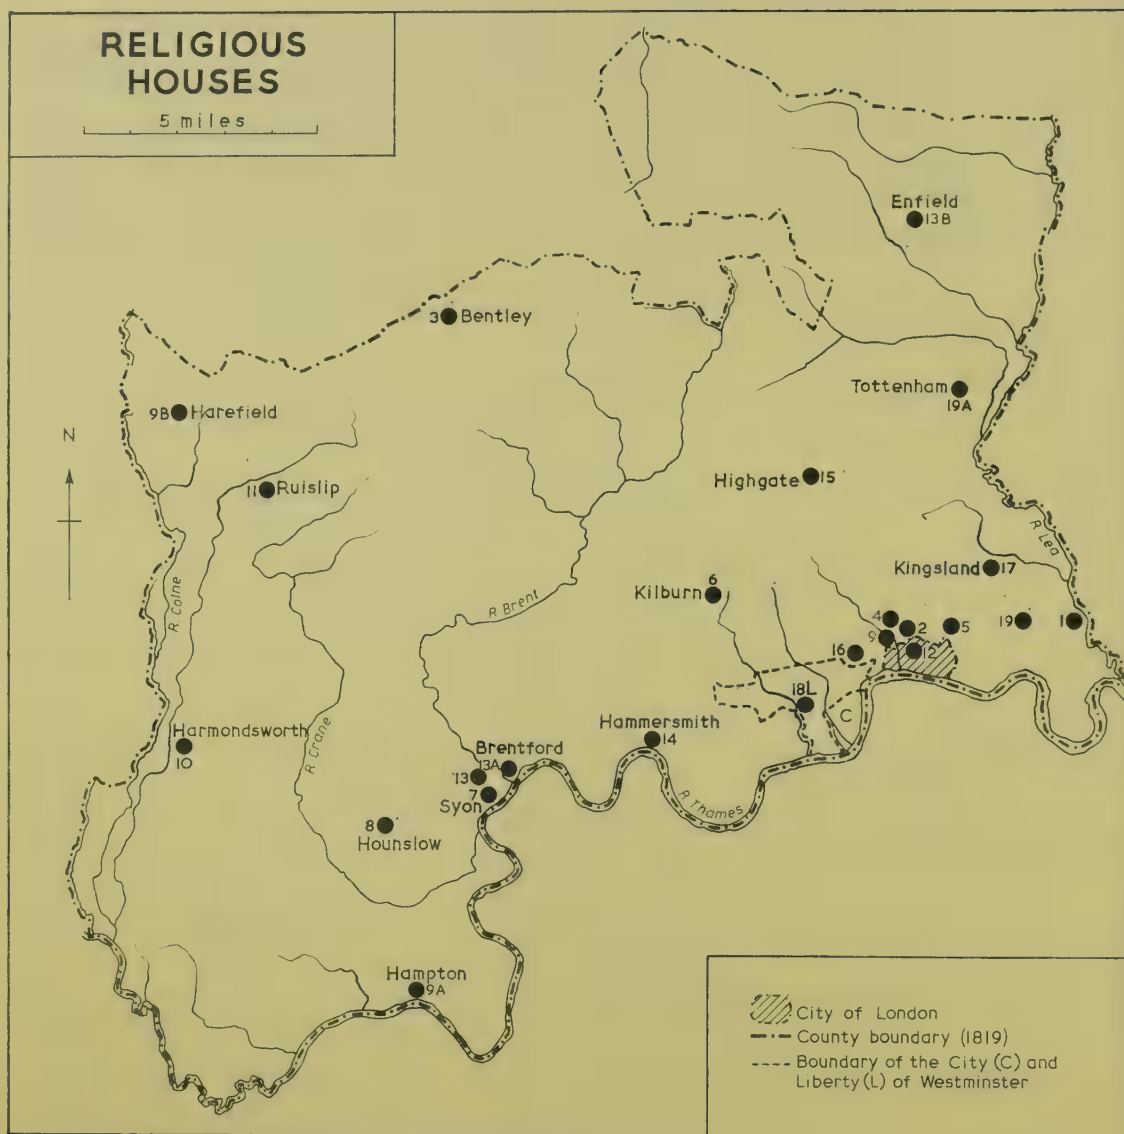 RELIGIOUS
HOUSES
5 miles
Enfield
13B
3 Bentley
Tottenham
19A
9B Harefield
N
Highgate 15
11 Ruislip
R Lea
Kingsland 17
R. Colne
Kilburn 6
R Brent
4
2
5
19
1
9
16
12
18L
C
Harmondsworth
10
Hammersmith
14
R Crane
Brentford
13A
13
7
Syon
R Thames
8
Hounslow
Hampton
9A
City of London
County boundary (1819)
Boundary of the City (C) and
Liberty (L) of Westminster